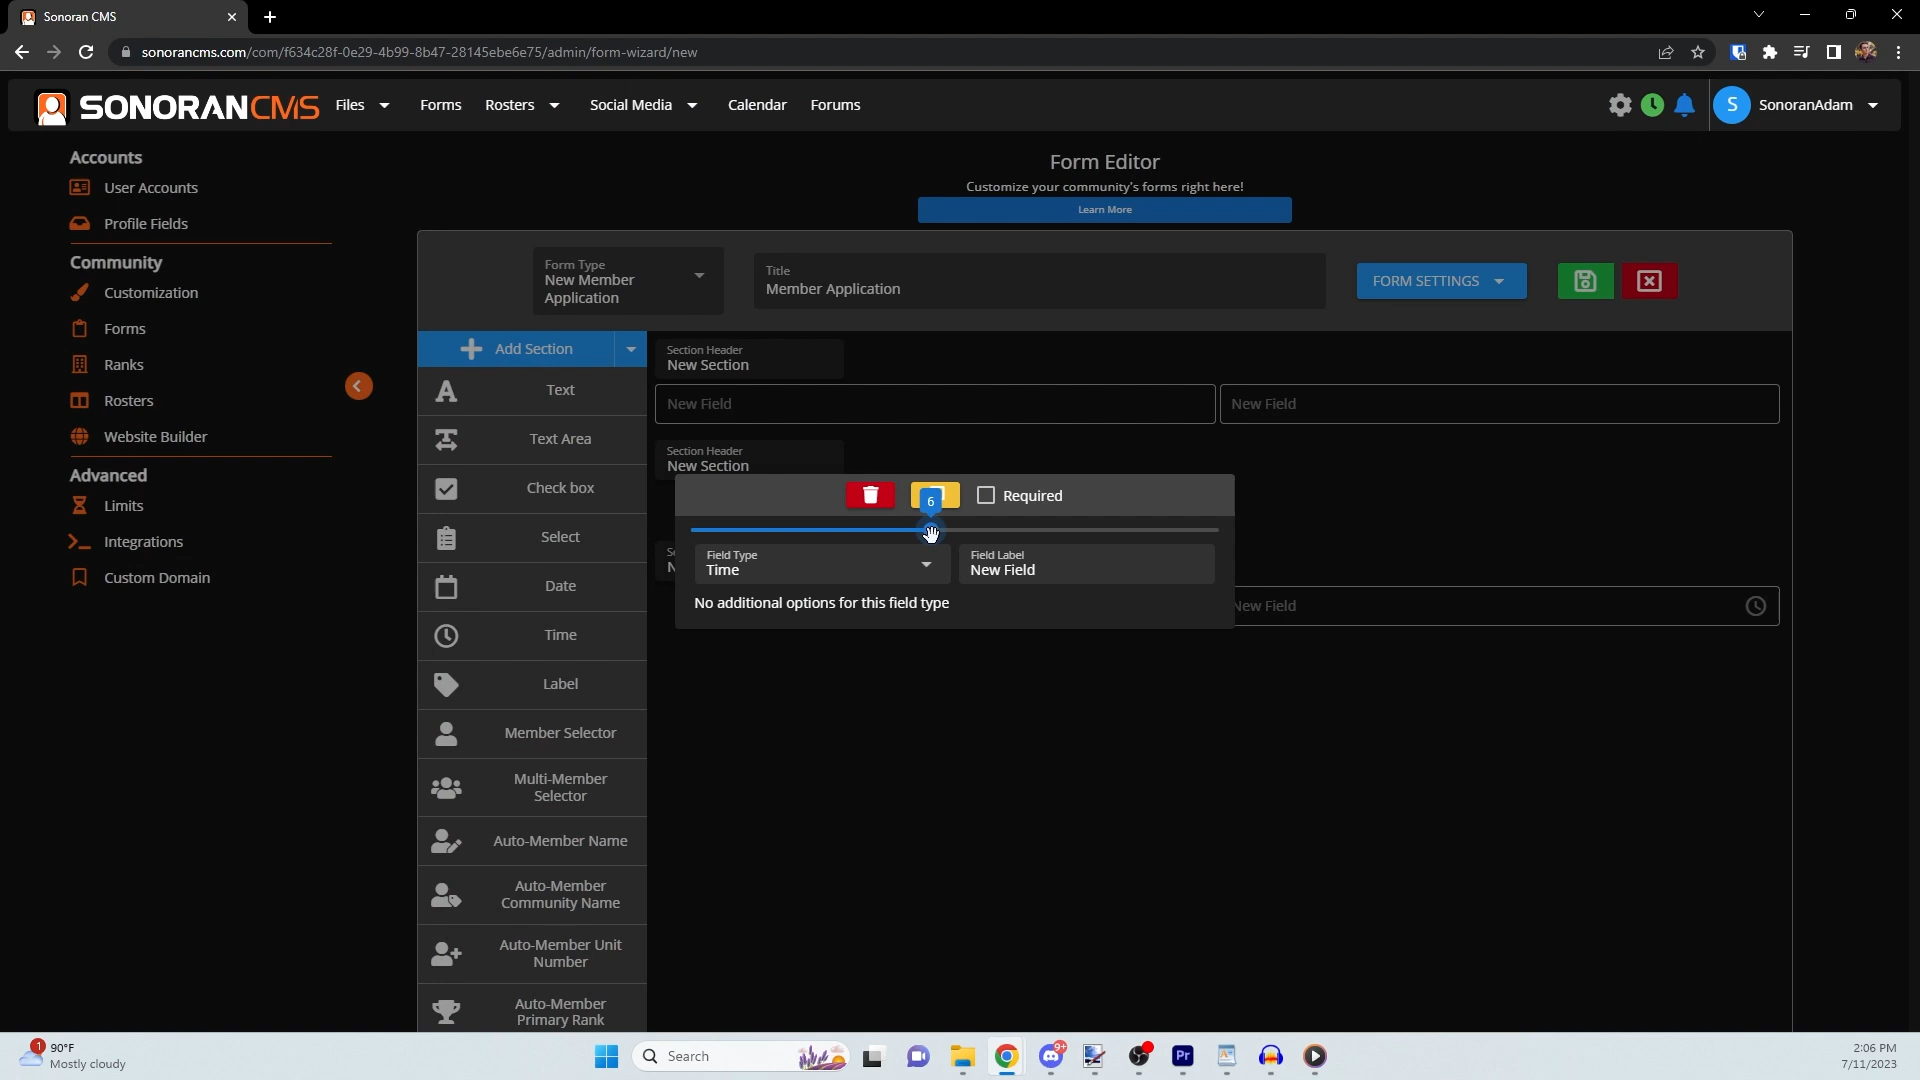 Sonoran CMS
sonorancms.com/com/f634c28f-0e29-4b99-8b47-28145ebe6e75/admin/form-wizard/new
SONORANCMS
Files
Forms
Rosters
Social Media
Calendar
Forums
S
SonoranAdam
Accounts
User Accounts
Profile Fields
Community
Customization
Forms
Ranks
Rosters
Website Builder
Advanced
Limits
Integrations
Custom Domain
Form Editor
Customize your community's forms right here!
Learn More
Form Type
New Member
Application
Title
Member Application
FORM SETTINGS
Add Section
Text
Text Area
Check box
Select
Date
Time
Label
Member Selector
Multi-Member
Selector
Auto-Member Name
Auto-Member
Community Name
Auto-Member Unit
Number
Auto-Member
Primary Rank
Section Header
New Section
New Field
New Field
Section Header
New Section
6
Required
Field Type
Time
Field Label
New Field
No additional options for this field type
New Field
1
90°F
Mostly cloudy
Search
9+
Pr
2:06 PM
7/11/2023